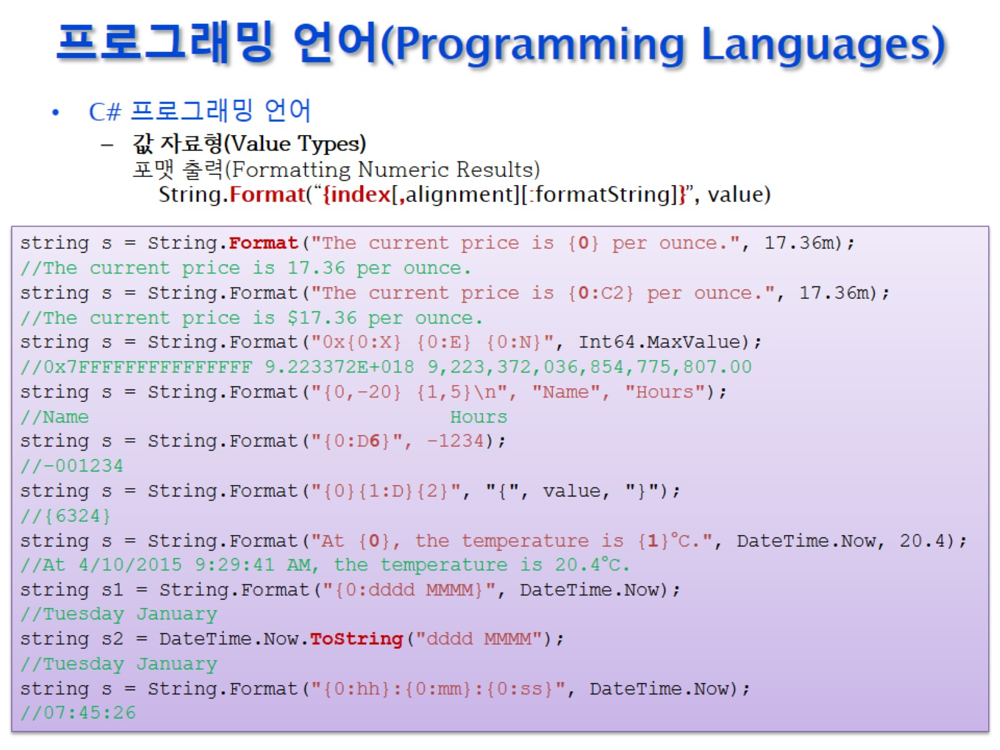 프로그래밍 언어(Programming Languages)
• C# 프로그래밍 언어
– 값 자료형(Value Types)
포맷 출력(Formatting Numeric Results)
String.Format(“{index[,alignment][:formatString]}”, value)
string s = String.Format("The current price is {0} per ounce.", 17.36m);
//The current price is 17.36 per ounce.
string s = String.Format("The current price is {0:C2} per ounce.", 17.36m);
//The current price is $17.36 per ounce.
string s = String.Format("0x{0:X} {0:E} {0:N}", Int64.MaxValue);
//0x7FFFFFFFFFFFFFFF 9.223372E+018 9,223,372,036,854,775,807.00
string s = String.Format("{0,-20} {1,5}\n", "Name", "Hours");
//Name Hours
string s = String.Format("{0:D6}", -1234);
//-001234
string s = String.Format("{0}{1:D}{2}", "{", value, "}");
//{6324}
string s = String.Format("At {0}, the temperature is {1}°C.", DateTime.Now, 20.4);
//At 4/10/2015 9:29:41 AM, the temperature is 20.4°C.
string s1 = String.Format("{0:dddd MMMM}", DateTime.Now);
//Tuesday January
string s2 = DateTime.Now.ToString("dddd MMMM");
//Tuesday January
string s = String.Format("{0:hh}:{0:mm}:{0:ss}", DateTime.Now);
//07:45:26